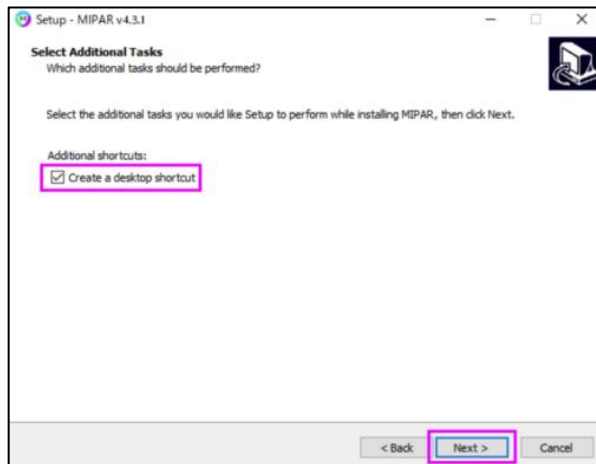 Setup - MIPAR v4.3.1
Select Additional Tasks
Which additional tasks should be performed?
Select the additional tasks you would like Setup to perform while installing MIPAR, then click Next.
Additional shortcuts:
Create a desktop shortcut
< Back Next > Cancel